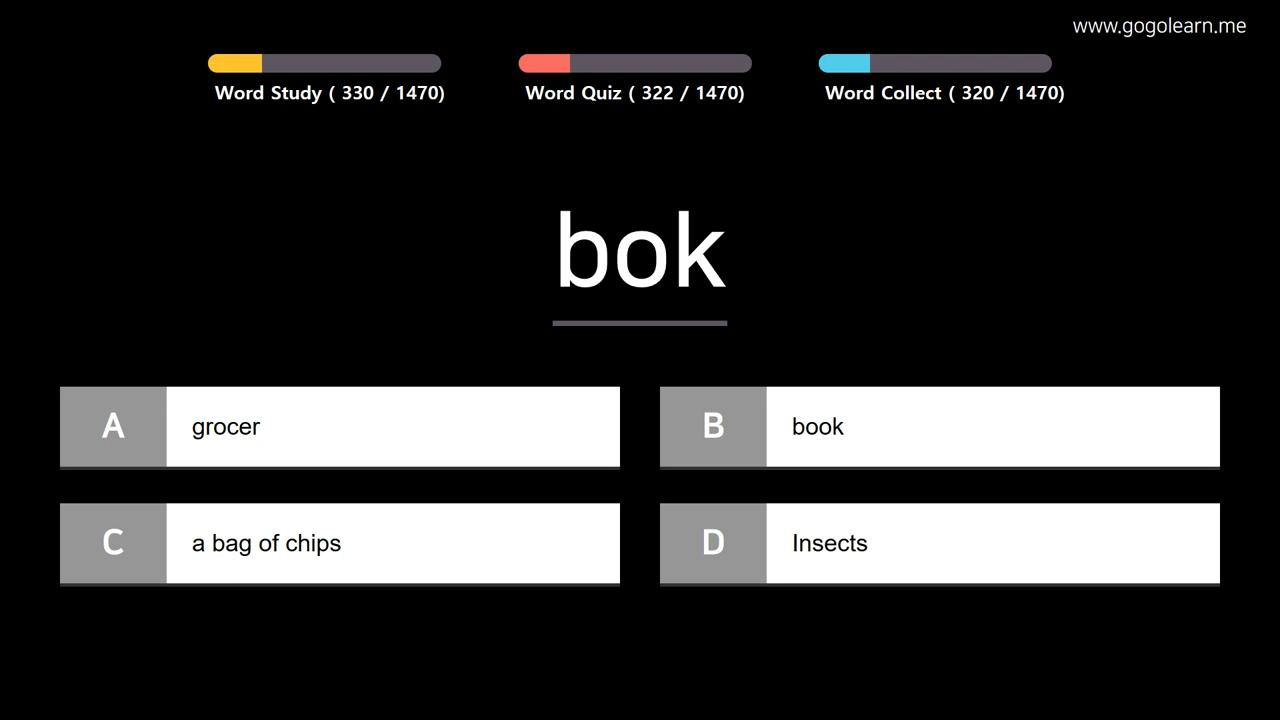 www.gogolearn.me
Word Study ( 330 / 1470)
Word Quiz ( 322 / 1470)
Word Collect ( 320 / 1470)
bok
A
grocer
B
book
C
a bag of chips
D
Insects